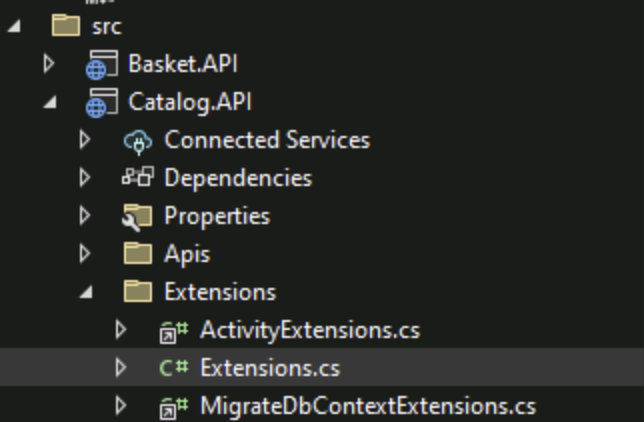 src
Basket.API
Catalog.API
Connected Services
Dependencies
Properties
Apis
Extensions
ActivityExtensions.cs
C# Extensions.cs
MigrateDbContextExtensions.cs